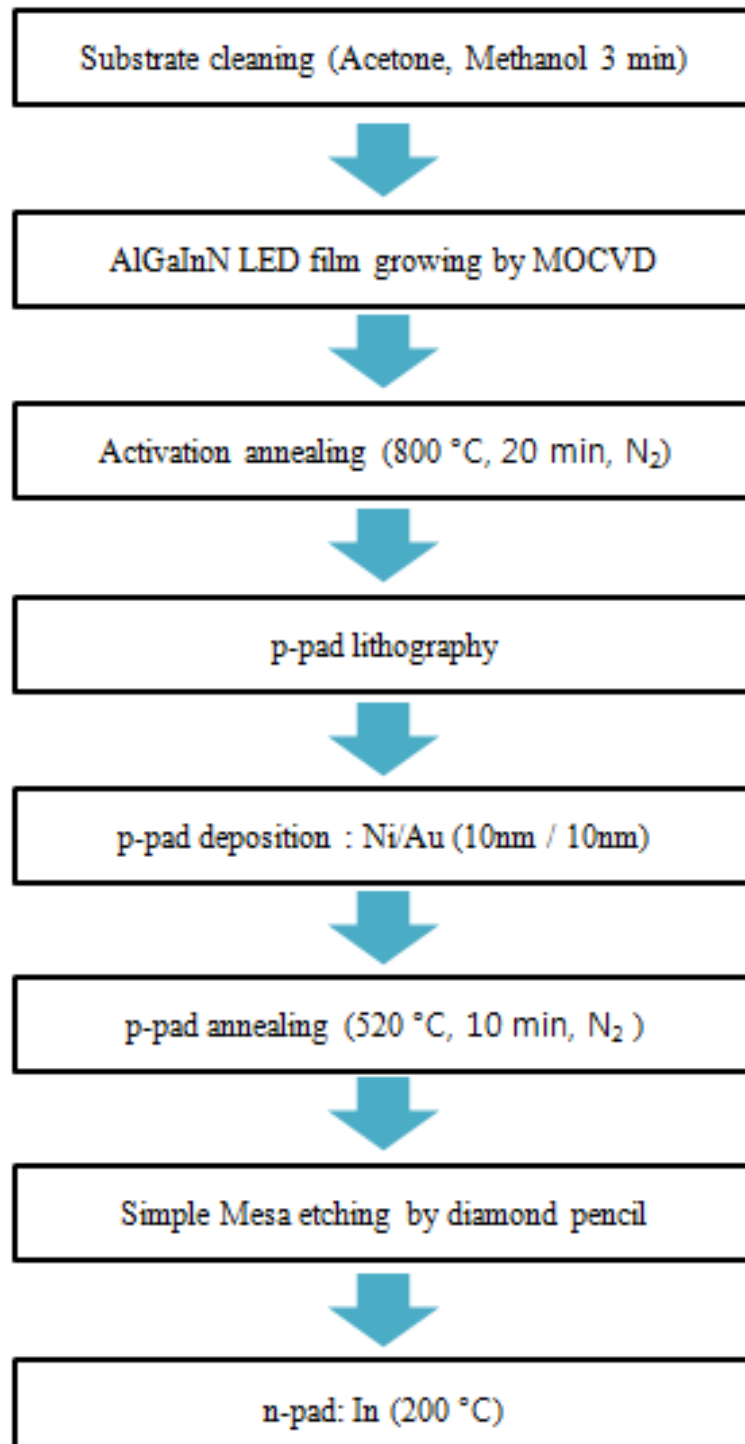 Substrate cleaning (Acetone, Methanol 3 min)
AlGaInN LED film growing by MOCVD
Activation annealing (800 °C, 20 min, N₂)
p-pad lithography
p-pad deposition : Ni/Au (10nm / 10nm)
p-pad annealing (520 °C, 10 min, N₂ )
Simple Mesa etching by diamond pencil
n-pad: In (200 °C)